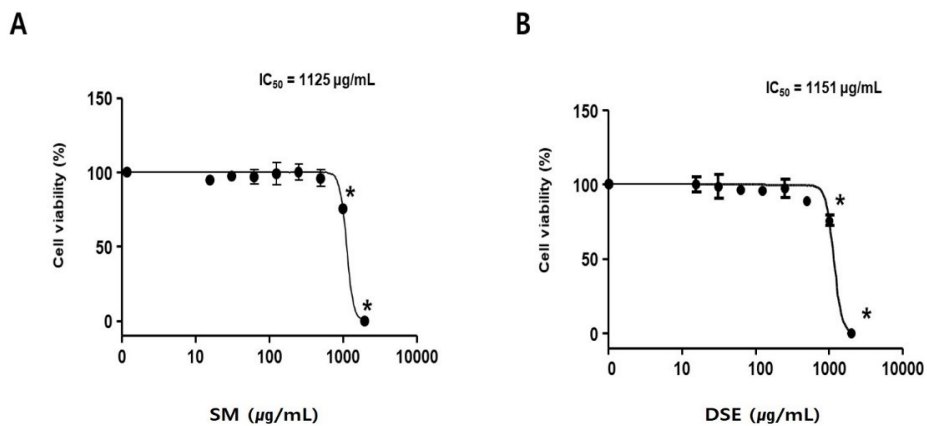 A
B
IC50 = 1125 µg/mL
IC50 = 1151 µg/mL
150
100
50
0
Cell viability (%)
*
*
0
10
100
1000
10000
SM (µg/mL)
150
100
50
0
Cell viability (%)
*
*
0
10
100
1000
10000
DSE (µg/mL)